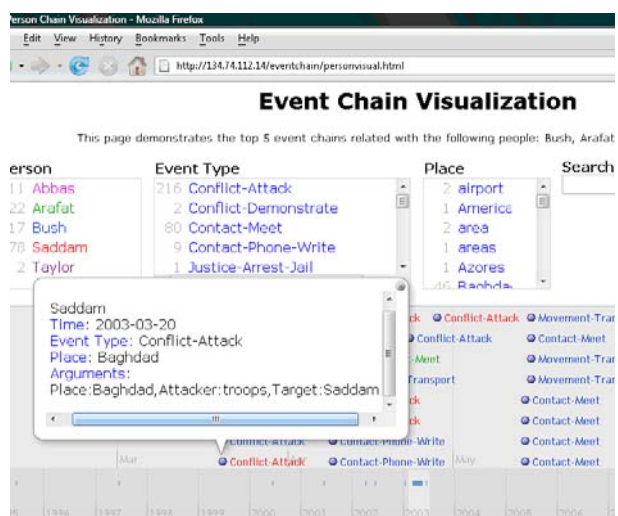 erson Chain Visualization - Mozilla Firefox
Edit View History Bookmarks Tools Help
http://134.74.112.14/eventchain/personvisual.html
Event Chain Visualization
This page demonstrates the top 5 event chains related with the following people: Bush, Arafat
erson Event Type Place Search
11 Abbas 216 Conflict-Attack 2 airport
22 Arafat 2 Conflict-Demonstrate 1 America
17 Bush 80 Contact-Meet 2 area
78 Saddam 9 Contact-Phone-Write 1 areas
2 Taylor 1 Justice-Arrest-Jail 1 Azores
46 Baghda
Saddam
Time: 2003-03-20
Event Type: Conflict-Attack
Place: Baghdad
Arguments:
Place:Baghdad,Attacker:troops,Target:Saddam
ck Conflict-Attack Movement-Tran
Conflict-Attack Contact-Meet
-Meet Movement-Tran
Transport Movement-Tran
ck Contact-Meet
ck Contact-Meet
Conflict-Attack Contact-Phone-Write Contact-Meet
Mar Conflict-Attack Contact-Phone-Write May Contact-Meet
1996 1997 1998 1999 2000 2001 2002 2003 2004 2005 2006